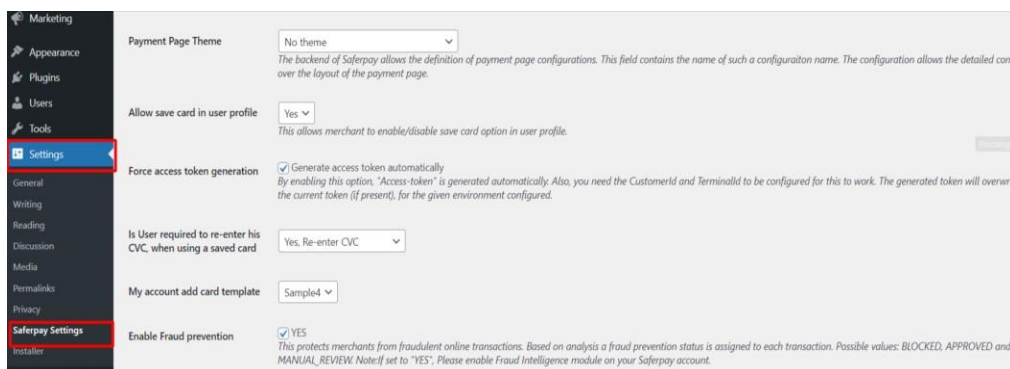 Marketing
Appearance
Plugins
Users
Tools
Settings
General
Writing
Reading
Discussion
Media
Permalinks
Privacy
Saferpay Settings
Installer
Payment Page Theme
No theme
The backend of Saferpay allows the definition of payment page configurations. This field contains the name of such a configuraiton name. The configuration allows the detailed con
over the layout of the payment page.
Allow save card in user profile
Yes
This allows merchant to enable/disable save card option in user profile.
Force access token generation
Generate access token automatically
By enabling this option, "Access-token" is generated automatically. Also, you need the CustomerId and TerminalId to be configured for this to work. The generated token will overwr
the current token (if present), for the given environment configured.
Is User required to re-enter his
CVC, when using a saved card
Yes, Re-enter CVC
My account add card template
Sample4
Enable Fraud prevention
YES
This protects merchants from fraudulent online transactions. Based on analysis a fraud prevention status is assigned to each transaction. Possible values: BLOCKED, APPROVED and
MANUAL_REVIEW. Note:If set to "YES", Please enable Fraud Intelligence module on your Saferpay account.